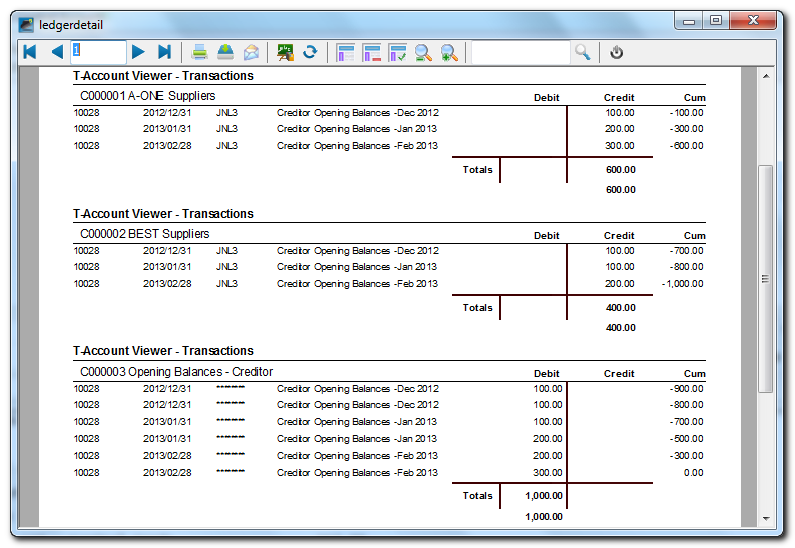 ledgerdetail
1
T-Account Viewer - Transactions
C000001 A-ONE Suppliers Debit Credit Cum
10028 2012/12/31 JNL3 Creditor Opening Balances -Dec 2012 100.00 -100.00
10028 2013/01/31 JNL3 Creditor Opening Balances -Jan 2013 200.00 -300.00
10028 2013/02/28 JNL3 Creditor Opening Balances -Feb 2013 300.00 -600.00
Totals 600.00
600.00
T-Account Viewer - Transactions
C000002 BEST Suppliers Debit Credit Cum
10028 2012/12/31 JNL3 Creditor Opening Balances -Dec 2012 100.00 -700.00
10028 2013/01/31 JNL3 Creditor Opening Balances -Jan 2013 100.00 -800.00
10028 2013/02/28 JNL3 Creditor Opening Balances -Feb 2013 200.00 -1,000.00
Totals 400.00
400.00
T-Account Viewer - Transactions
C000003 Opening Balances - Creditor Debit Credit Cum
10028 2012/12/31 ******** Creditor Opening Balances -Dec 2012 100.00 -900.00
10028 2012/12/31 ******** Creditor Opening Balances -Dec 2012 100.00 -800.00
10028 2013/01/31 ******** Creditor Opening Balances -Jan 2013 100.00 -700.00
10028 2013/01/31 ******** Creditor Opening Balances -Jan 2013 200.00 -500.00
10028 2013/02/28 ******** Creditor Opening Balances -Feb 2013 200.00 -300.00
10028 2013/02/28 ******** Creditor Opening Balances -Feb 2013 300.00 0.00
Totals 1,000.00
1,000.00